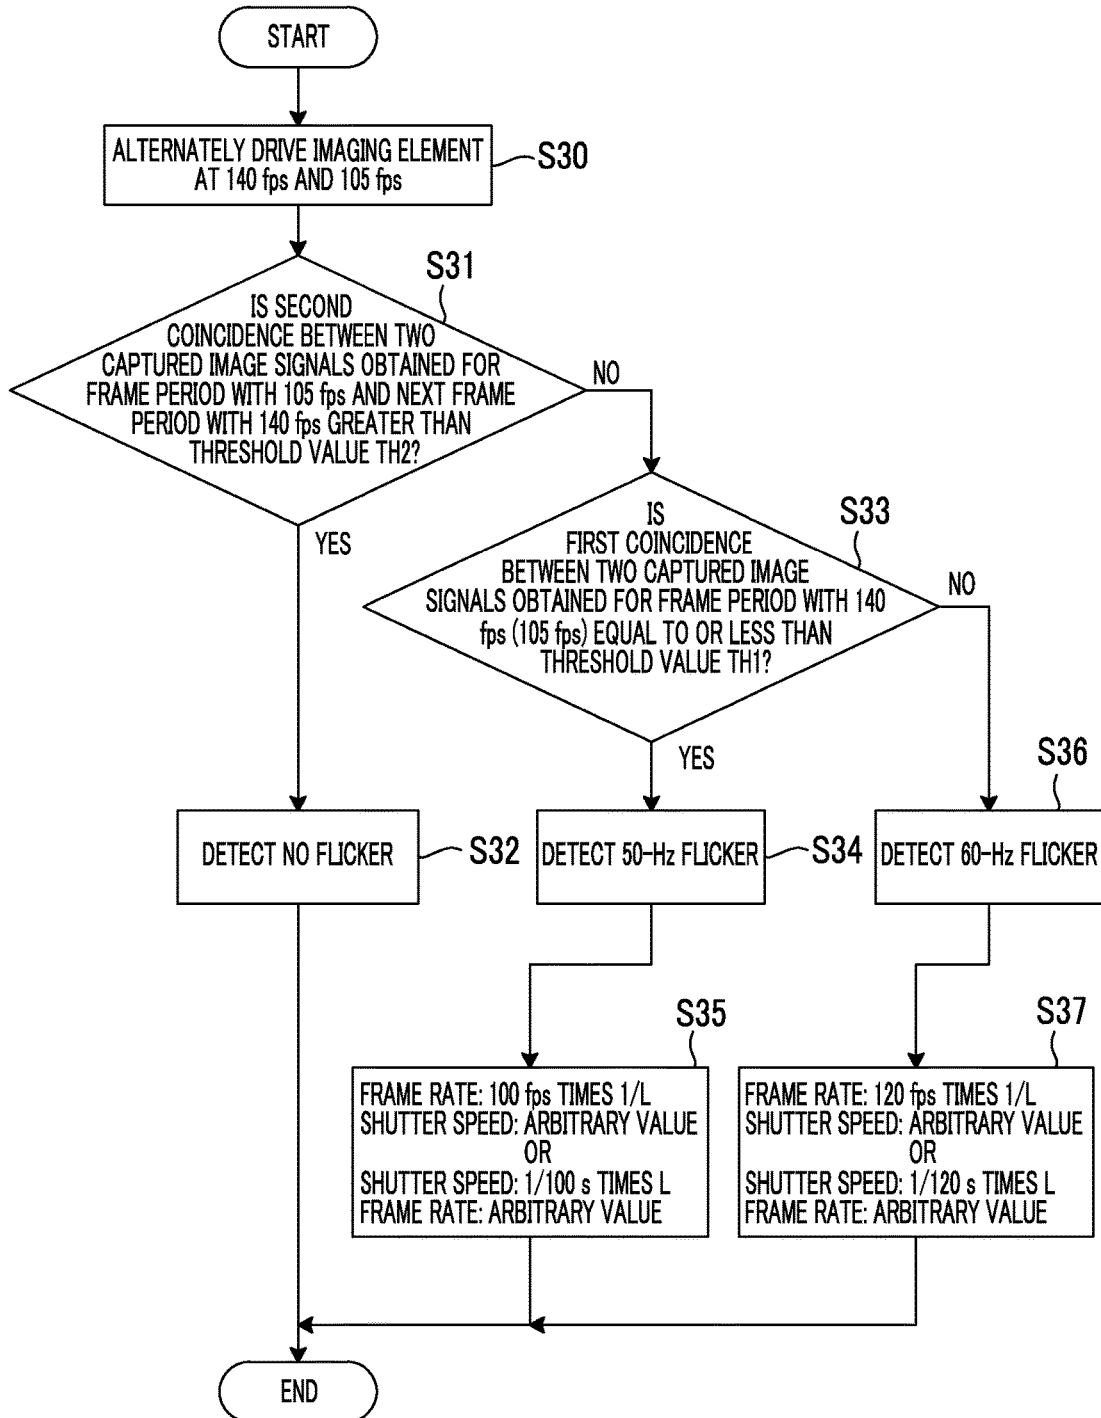 START
ALTERNATELY DRIVE IMAGING ELEMENT
AT 140 fps AND 105 fps
S30
S31
IS SECOND
COINCIDENCE BETWEEN TWO
CAPTURED IMAGE SIGNALS OBTAINED FOR
FRAME PERIOD WITH 105 fps AND NEXT FRAME
PERIOD WITH 140 fps GREATER THAN
THRESHOLD VALUE TH2?
NO
YES
S33
IS
FIRST COINCIDENCE
BETWEEN TWO CAPTURED IMAGE
SIGNALS OBTAINED FOR FRAME PERIOD WITH 140
fps (105 fps) EQUAL TO OR LESS THAN
THRESHOLD VALUE TH1?
NO
YES
DETECT NO FLICKER
S32
DETECT 50-Hz FLICKER
S34
S36
DETECT 60-Hz FLICKER
S35
FRAME RATE: 100 fps TIMES 1/L
SHUTTER SPEED: ARBITRARY VALUE
OR
SHUTTER SPEED: 1/100 s TIMES L
FRAME RATE: ARBITRARY VALUE
S37
FRAME RATE: 120 fps TIMES 1/L
SHUTTER SPEED: ARBITRARY VALUE
OR
SHUTTER SPEED: 1/120 s TIMES L
FRAME RATE: ARBITRARY VALUE
END